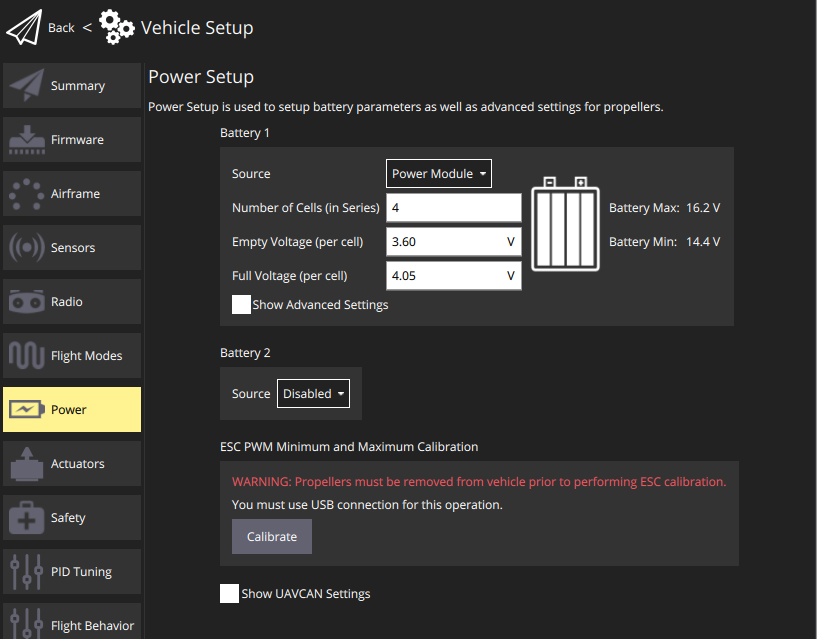 Back < Vehicle Setup
Summary
Firmware
Airframe
Sensors
Radio
Flight Modes
Power
Actuators
Safety
PID Tuning
Flight Behavior
Power Setup
Power Setup is used to setup battery parameters as well as advanced settings for propellers.
Battery 1
Source Power Module
Number of Cells (in Series) 4
Empty Voltage (per cell) 3.60 V
Full Voltage (per cell) 4.05 V
Show Advanced Settings
Battery Max: 16.2 V
Battery Min: 14.4 V
Battery 2
Source Disabled
ESC PWM Minimum and Maximum Calibration
WARNING: Propellers must be removed from vehicle prior to performing ESC calibration.
You must use USB connection for this operation.
Calibrate
Show UAVCAN Settings